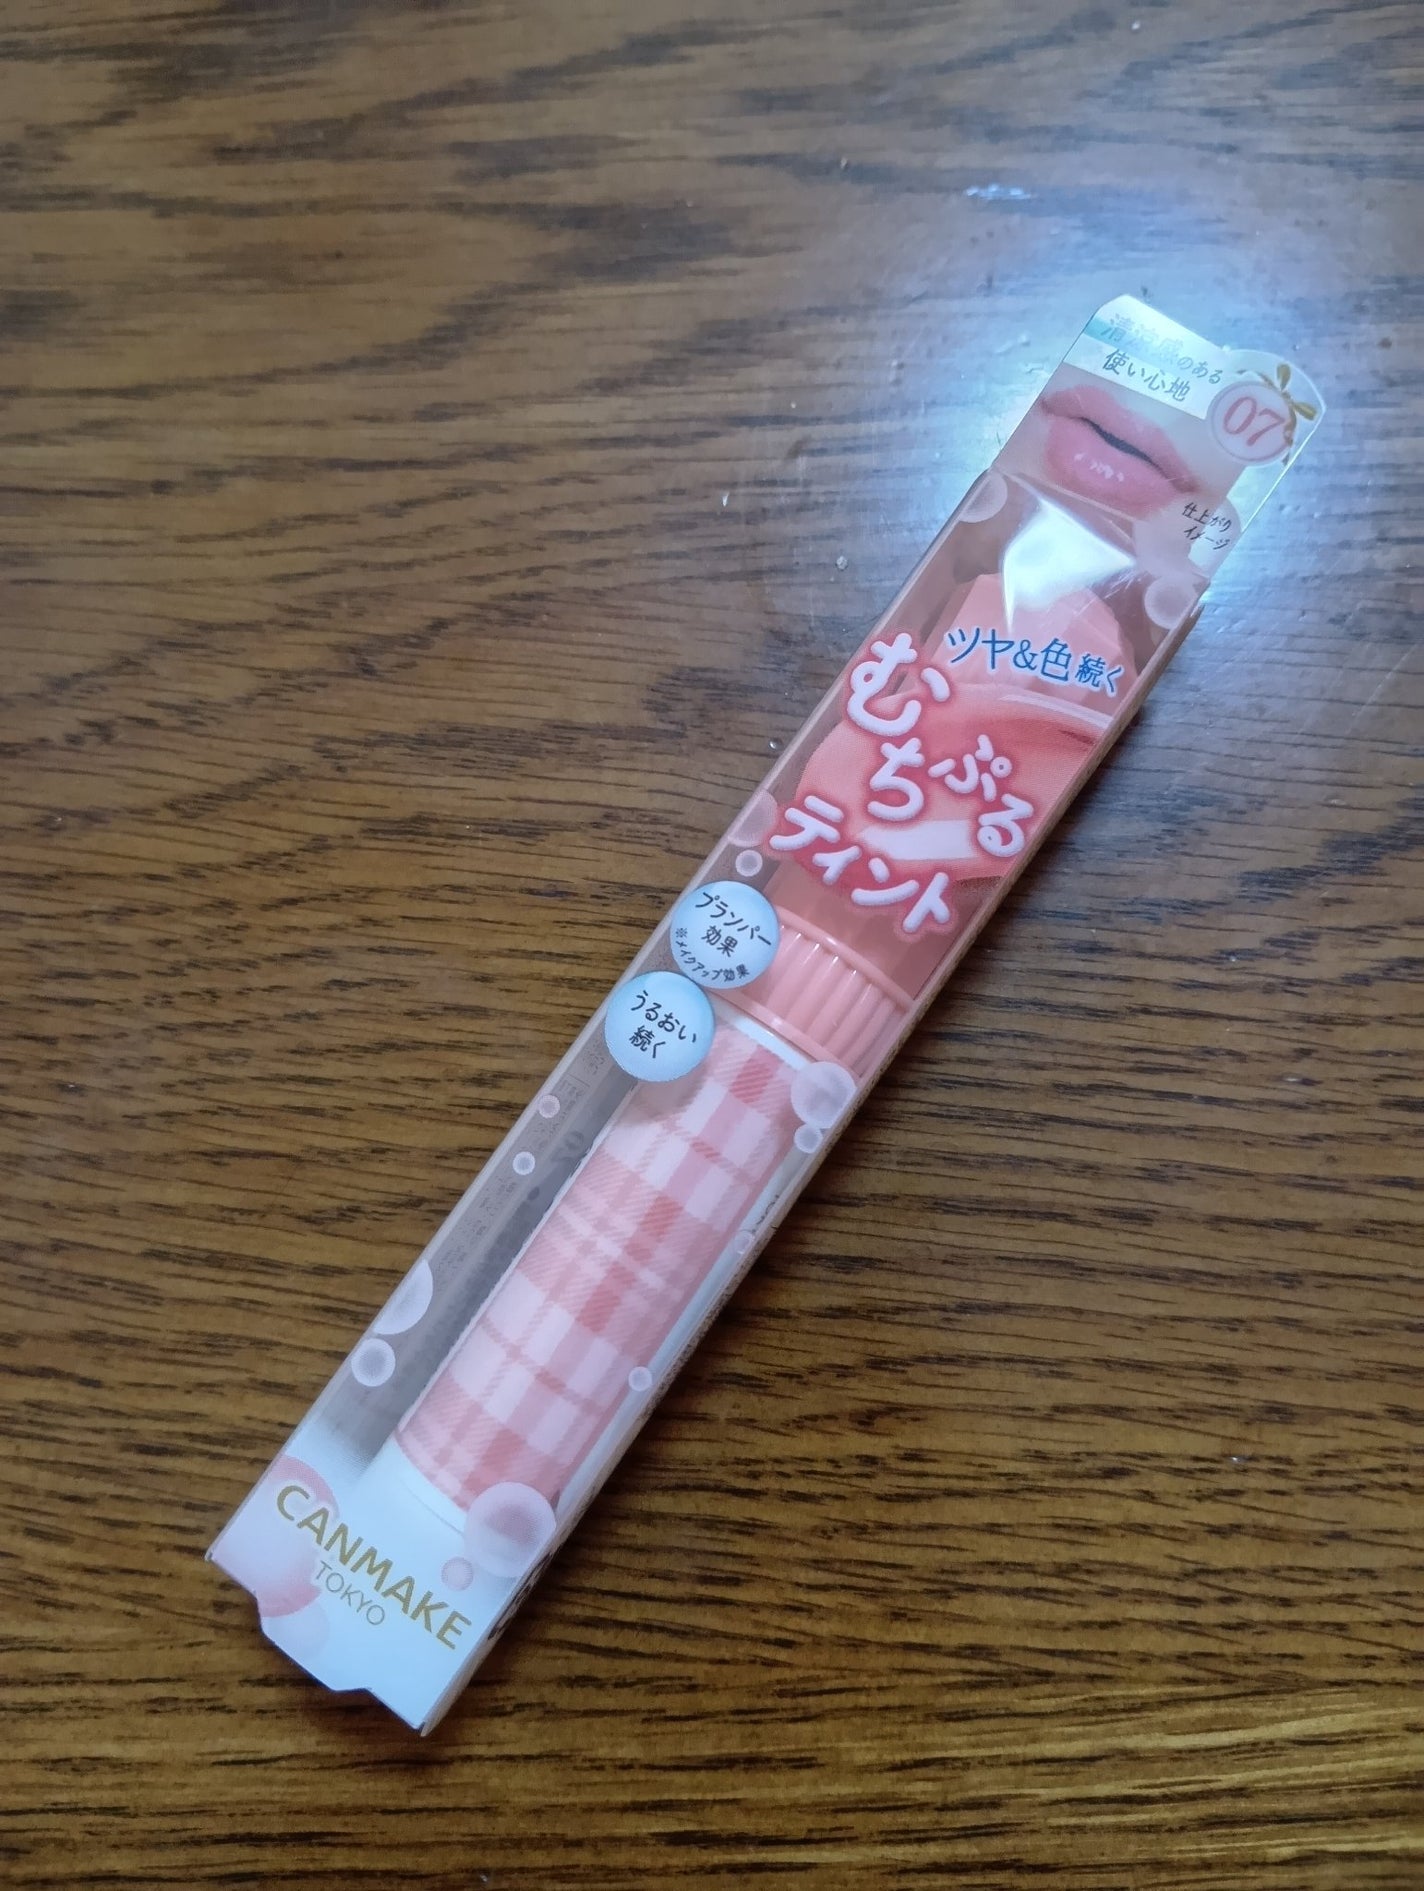 清涼感のある
使い心地
07
仕上がり
イメージ
ツヤ&色続く
むちぷる
ティント
プランパー
効果
※メイクアップ効果
うるおい
続く
CANMAKE
TOKYO